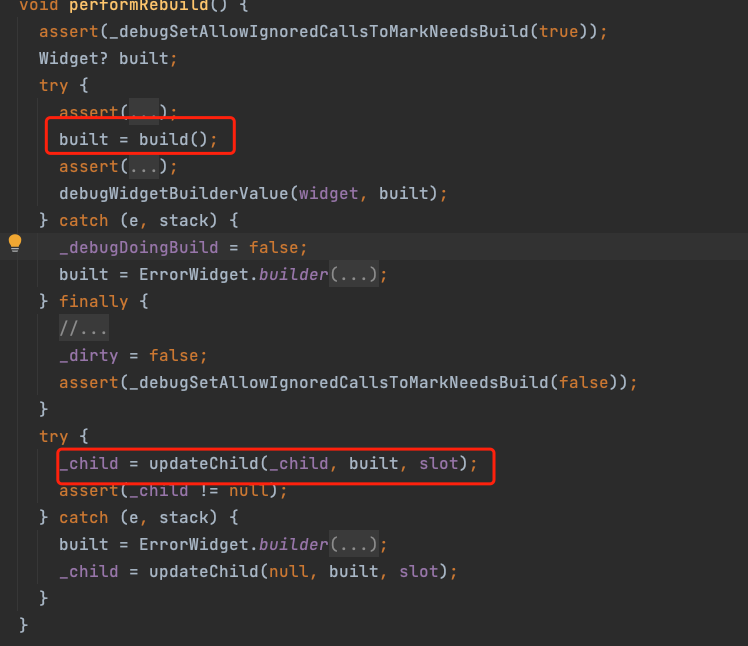 void performRebuild() {
assert(_debugSetAllowIgnoredCallsToMarkNeedsBuild(true));
Widget? built;
try {
assert(...);
built = build();
assert(...);
debugWidgetBuilderValue(widget, built);
} catch (e, stack) {
_debugDoingBuild = false;
built = ErrorWidget.builder(...);
} finally {
//...
_dirty = false;
assert(_debugSetAllowIgnoredCallsToMarkNeedsBuild(false));
}
try {
_child = updateChild(_child, built, slot);
assert(_child != null);
} catch (e, stack) {
built = ErrorWidget.builder(...);
_child = updateChild(null, built, slot);
}
}